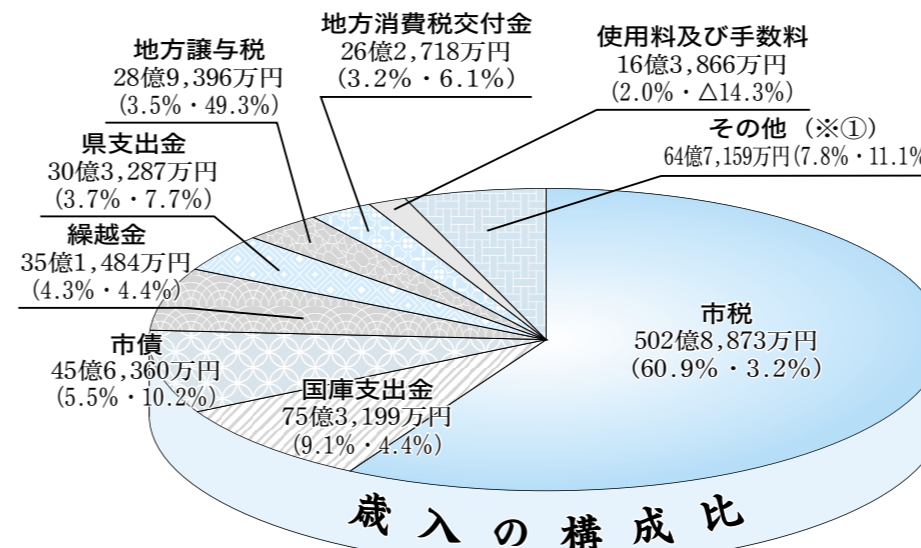 地方消費税交付金
26億2,718万円
(3.2%・6.1%)
使用料及び手数料
16億3,866万円
(2.0%・△14.3%)
地方譲与税
28億9,396万円
(3.5%・49.3%)
その他 (※①)
64億7,159万円(7.8%・11.1%
県支出金
30億3,287万円
(3.7%・7.7%)
繰越金
35億1,484万円
(4.3%・4.4%)
市税
502億8,873万円
(60.9%・3.2%)
市債
45億6,360万円
(5.5%・10.2%)
国庫支出金
75億3,199万円
(9.1%・4.4%)
歳入の構成比